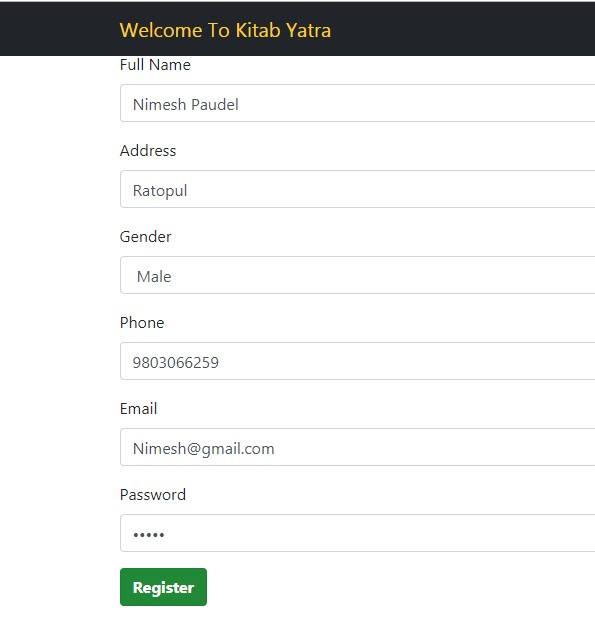 Welcome To Kitab Yatra
Full Name
Nimesh Paudel
Address
Ratopul
Gender
Male
Phone
9803066259
Email
Nimesh@gmail.com
Password
•••••
Register